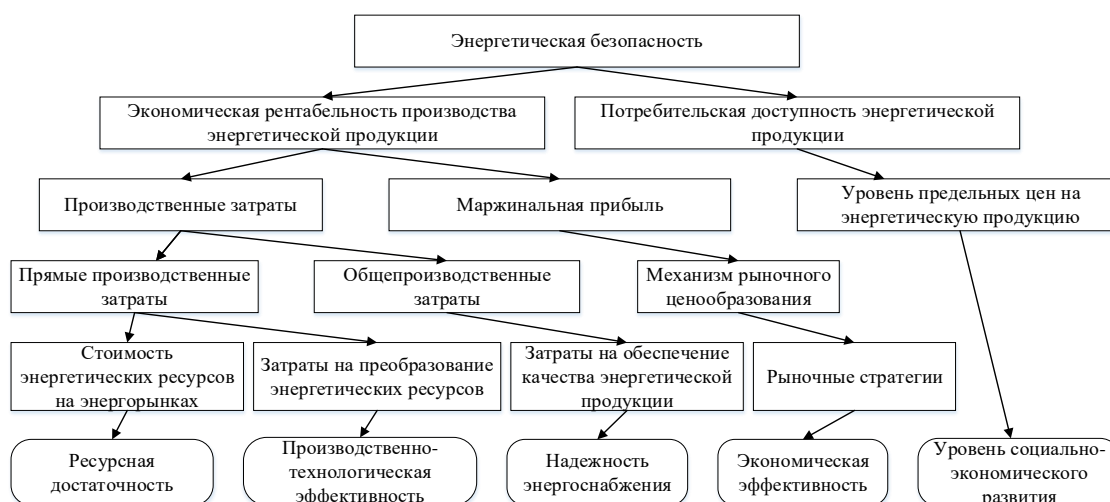 Энергетическая безопасность
Экономическая рентабельность производства
энергетической продукции
Потребительская доступность энергетической
продукции
Производственные затраты
Маржинальная прибыль
Уровень предельных цен на
энергетическую продукцию
Прямые производственные
затраты
Общепроизводственные
затраты
Механизм рыночного
ценообразования
Стоимость
энергетических ресурсов
на энергорынках
Затраты на преобразование
энергетических ресурсов
Затраты на обеспечение
качества энергетической
продукции
Рыночные стратегии
Ресурсная
достаточность
Производственно-
технологическая
эффективность
Надежность
энергоснабжения
Экономическая
эффективность
Уровень социально-
экономического
развития